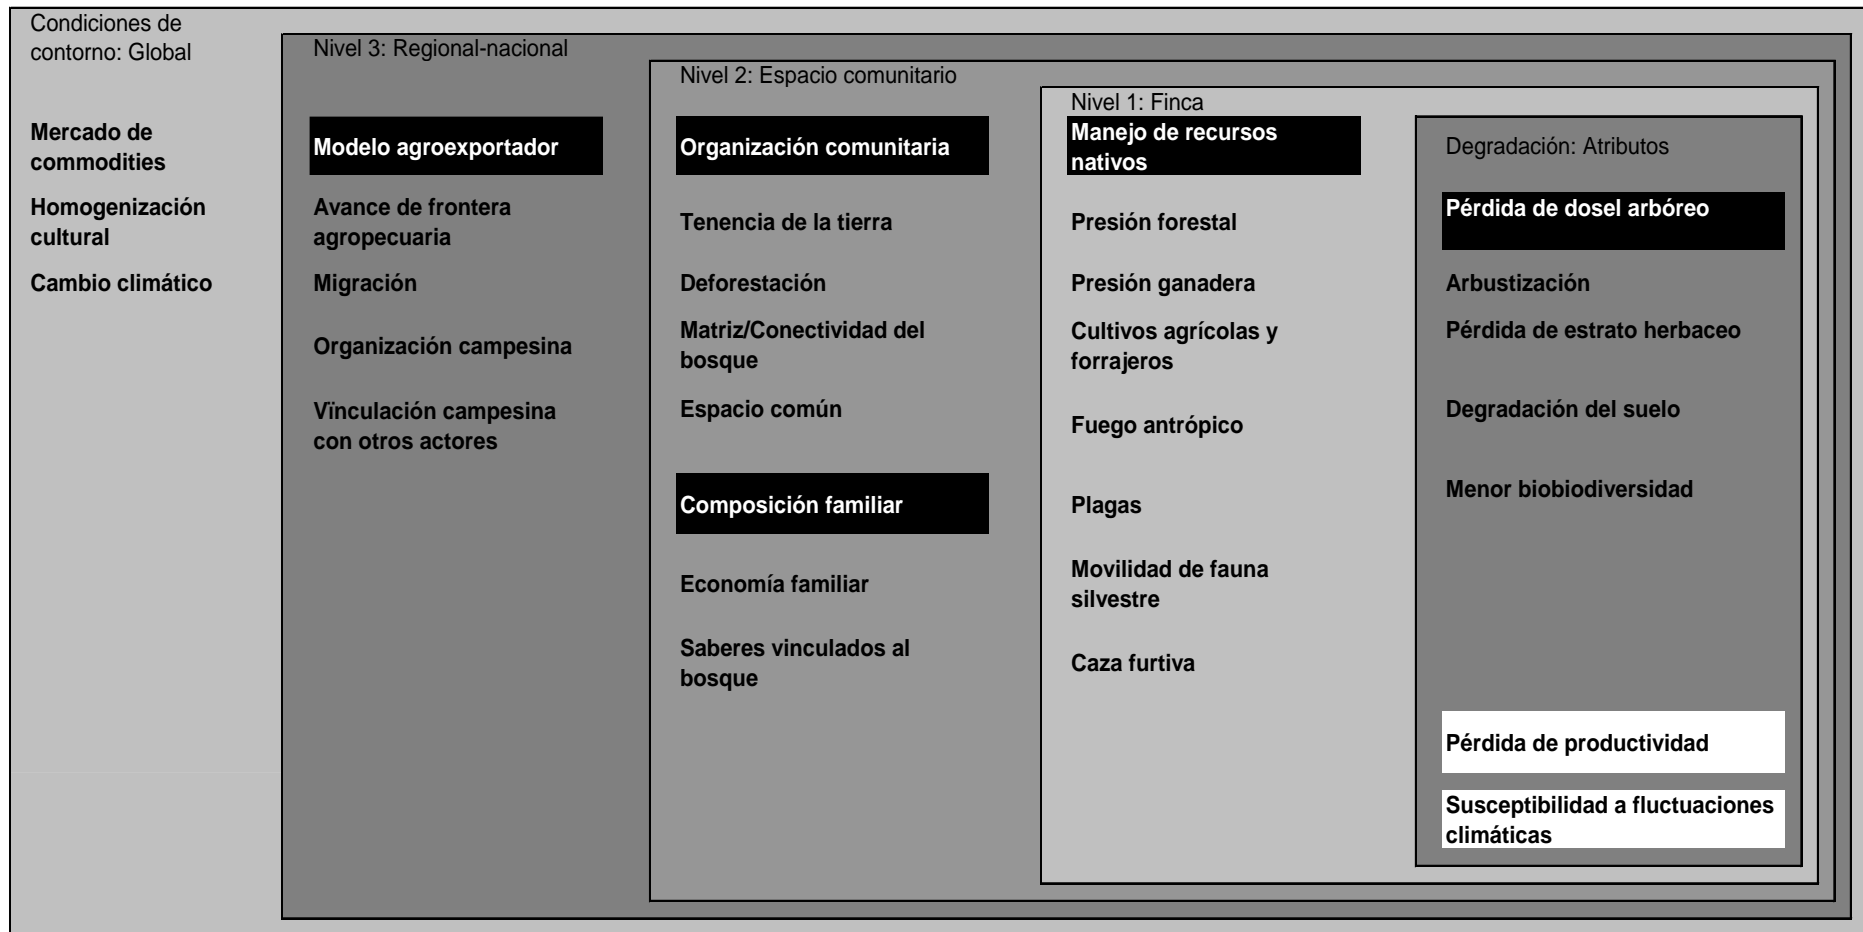 Condiciones de
contorno: Global
Mercado de
commodities
Homogenización
cultural
Cambio climático
Nivel 3: Regional-nacional
Modelo agroexportador
Avance de frontera
agropecuaria
Migración
Organización campesina
Vïnculación campesina
con otros actores
Nivel 2: Espacio comunitario
Organización comunitaria
Tenencia de la tierra
Deforestación
Matriz/Conectividad del
bosque
Espacio común
Composición familiar
Economía familiar
Saberes vinculados al
bosque
Nivel 1: Finca
Manejo de recursos
nativos
Presión forestal
Presión ganadera
Cultivos agrícolas y
forrajeros
Fuego antrópico
Plagas
Movilidad de fauna
silvestre
Caza furtiva
Degradación: Atributos
Pérdida de dosel arbóreo
Arbustización
Pérdida de estrato herbaceo
Degradación del suelo
Menor biobiodiversidad
Pérdida de productividad
Susceptibilidad a fluctuaciones
climáticas